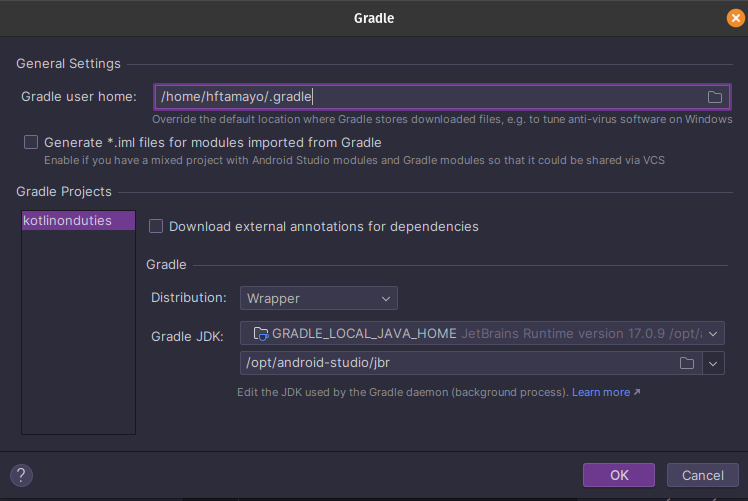 Gradle
General Settings
Gradle user home: /home/hftamayo/.gradle
Override the default location where Gradle stores downloaded files, e.g. to tune anti-virus software on Windows
Generate *.iml files for modules imported from Gradle
Enable if you have a mixed project with Android Studio modules and Gradle modules so that it could be shared via VCS
Gradle Projects
kotlinonduties
Download external annotations for dependencies
Gradle
Distribution: Wrapper
Gradle JDK: GRADLE_LOCAL_JAVA_HOME JetBrains Runtime version 17.0.9 /opt/
/opt/android-studio/jbr
Edit the JDK used by the Gradle daemon (background process). Learn more ↗
? OK Cancel